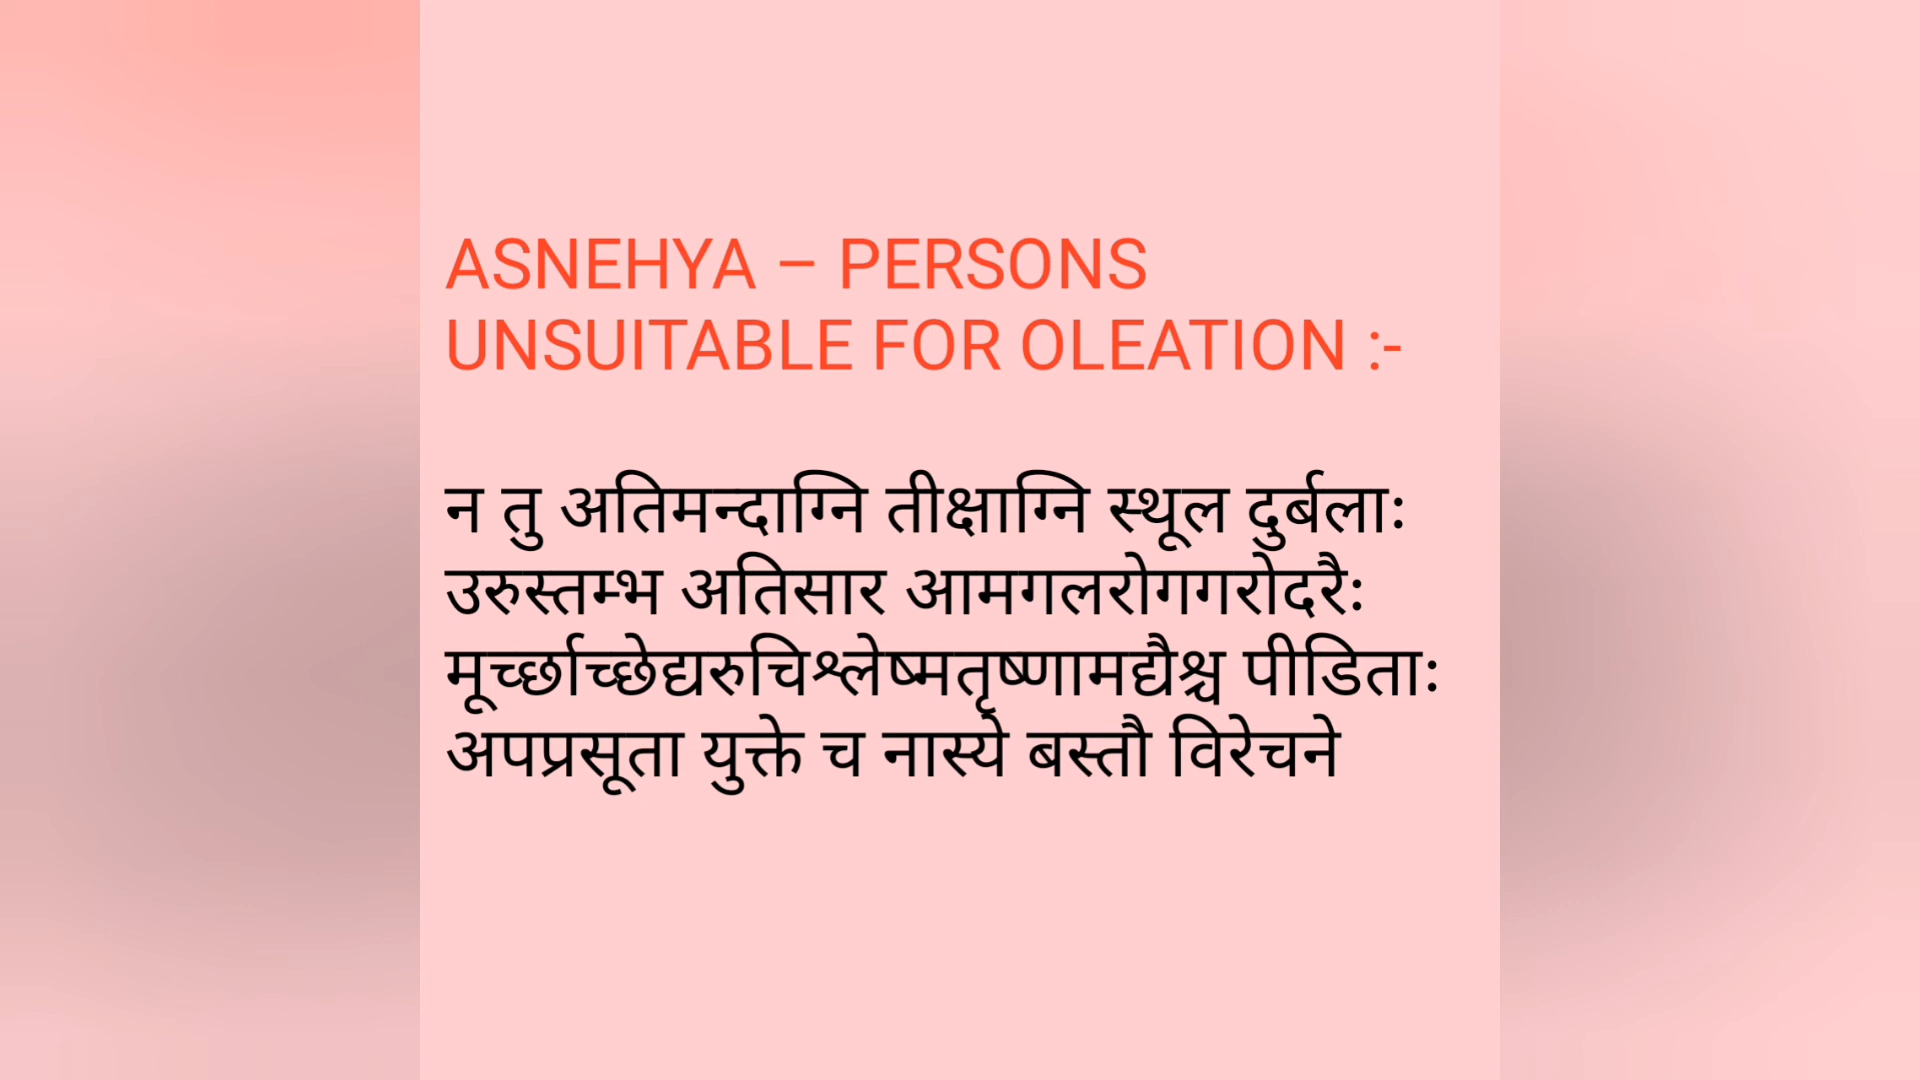 ASNEHYA – PERSONS
UNSUITABLE FOR OLEATION :-
न तु अतिमन्दाग्नि तीक्षाग्नि स्थूल दुर्बलाः
उरुस्तम्भ अतिसार आमगलरोगगरोदरैः
मूर्च्छाच्छेद्यरुचिश्लेष्मतृष्णामद्यैश्च पीडिताः
अपप्रसूता युक्ते च नास्ये बस्तौ विरेचने